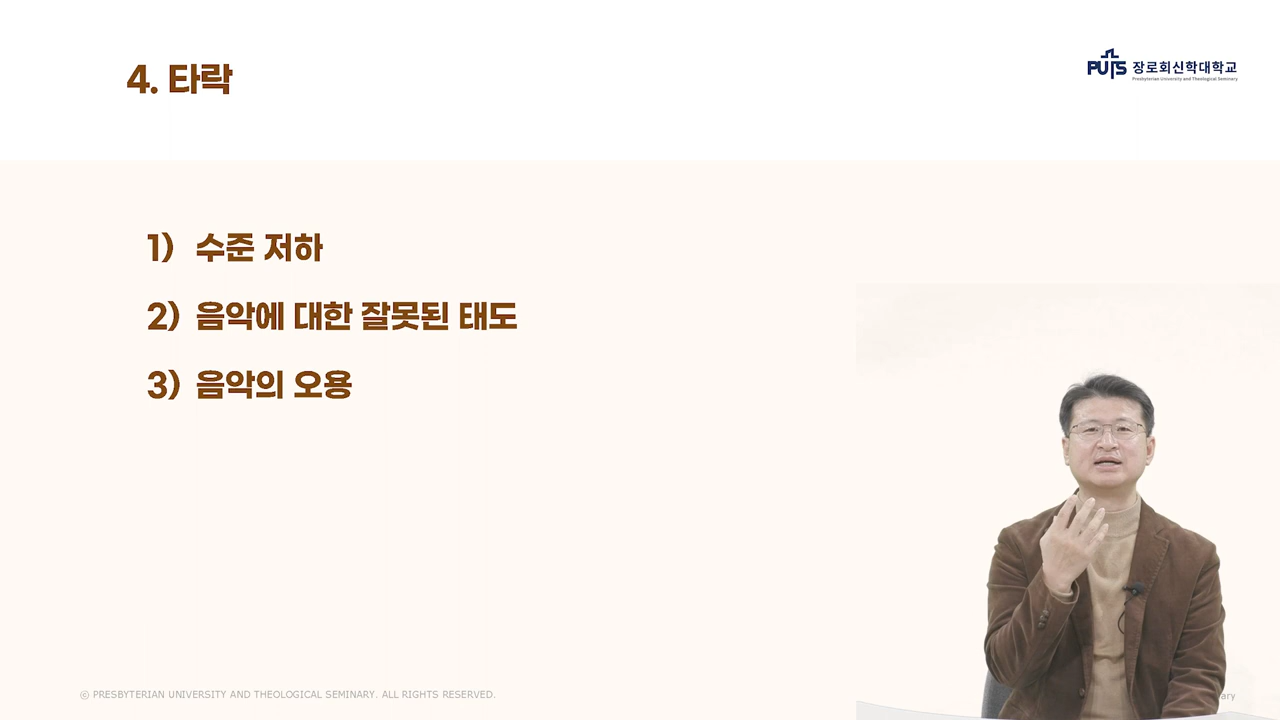 4. 타락
PUTS 장로회신학대학교
Presbyterian University and Theological Seminary
1) 수준 저하
2) 음악에 대한 잘못된 태도
3) 음악의 오용
ⓒ PRESBYTERIAN UNIVERSITY AND THEOLOGICAL SEMINARY. ALL RIGHTS RESERVED.